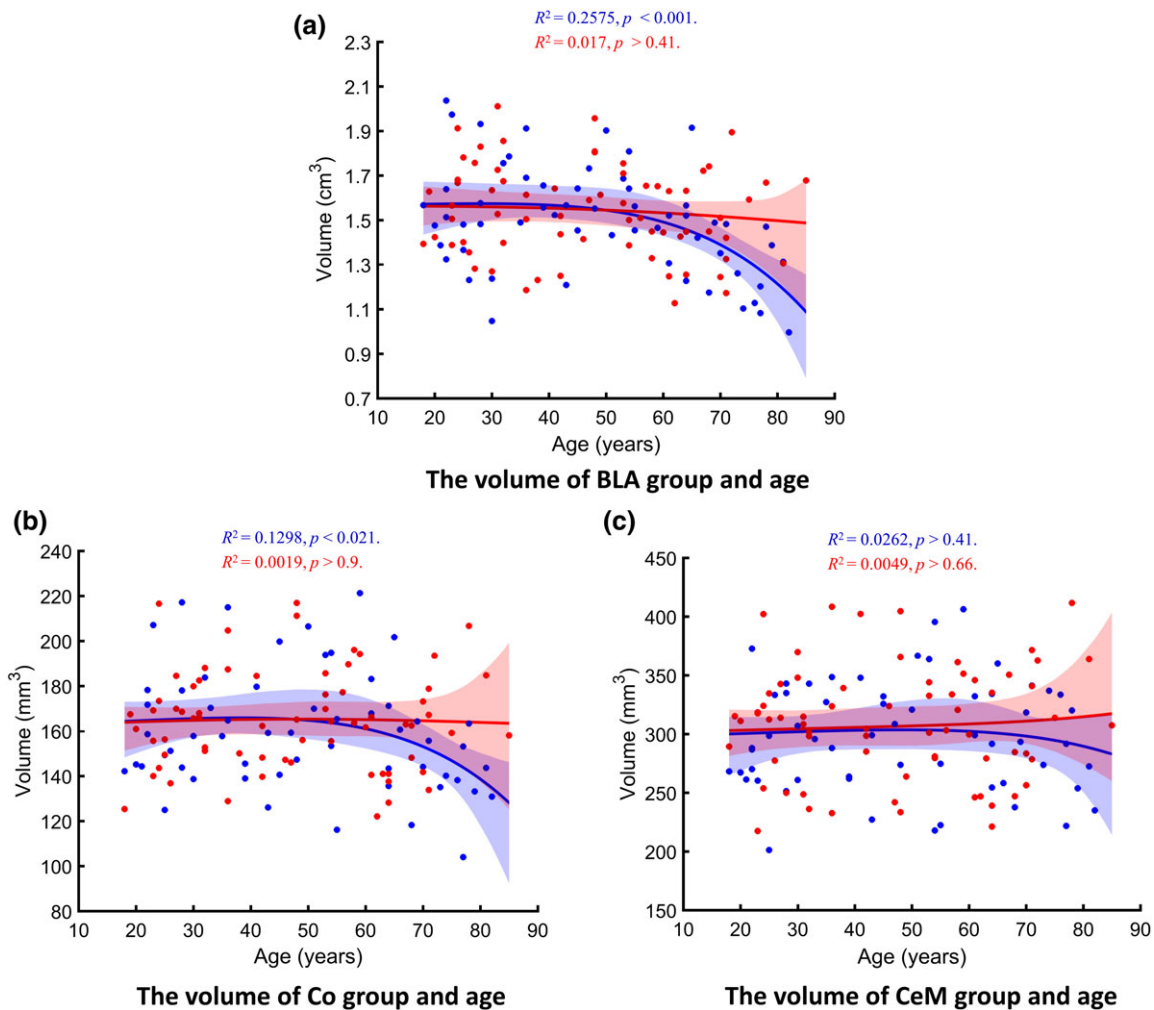 (a)
R² = 0.2575, p < 0.001.
R² = 0.017, p > 0.41.
2.3
2.1
1.9
1.7
1.5
1.3
1.1
0.9
0.7
Volume (cm³)
10 20 30 40 50 60 70 80 90
Age (years)
The volume of BLA group and age
(b)
R² = 0.1298, p < 0.021.
R² = 0.0019, p > 0.9.
240
220
200
180
160
140
120
100
80
Volume (mm³)
10 20 30 40 50 60 70 80 90
Age (years)
The volume of Co group and age
(c)
R² = 0.0262, p > 0.41.
R² = 0.0049, p > 0.66.
450
400
350
300
250
200
150
Volume (mm³)
10 20 30 40 50 60 70 80 90
Age (years)
The volume of CeM group and age